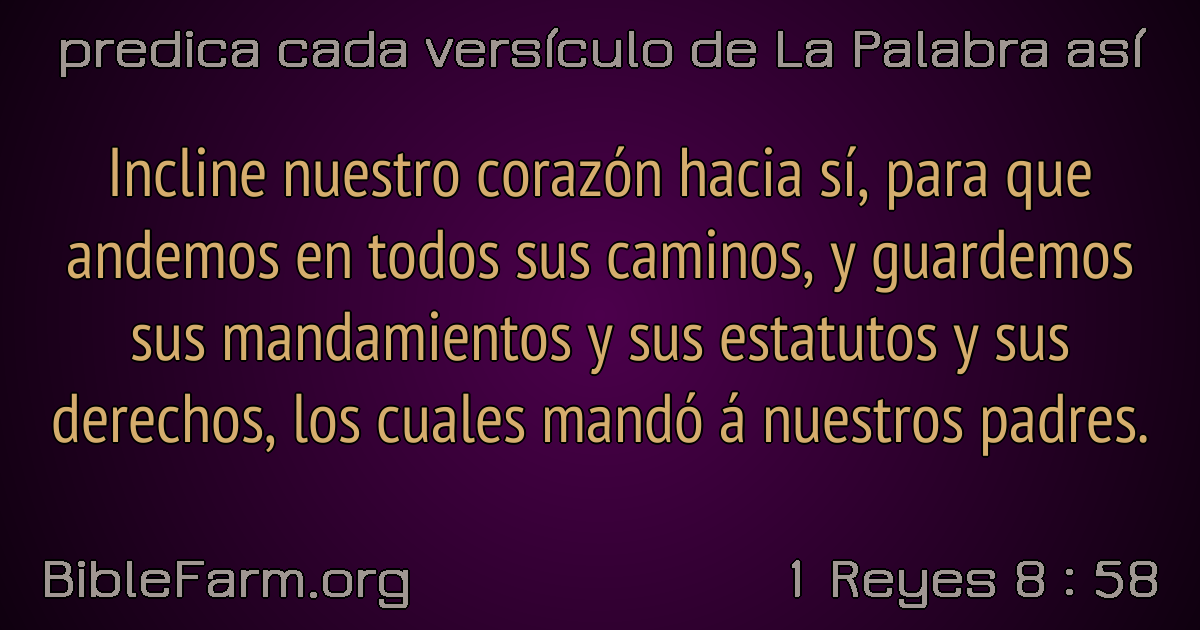 predica cada versículo de La Palabra así
Incline nuestro corazón hacia sí, para que
andemos en todos sus caminos, y guardemos
sus mandamientos y sus estatutos y sus
derechos, los cuales mandó á nuestros padres.
BibleFarm.org
1 Reyes 8 : 58